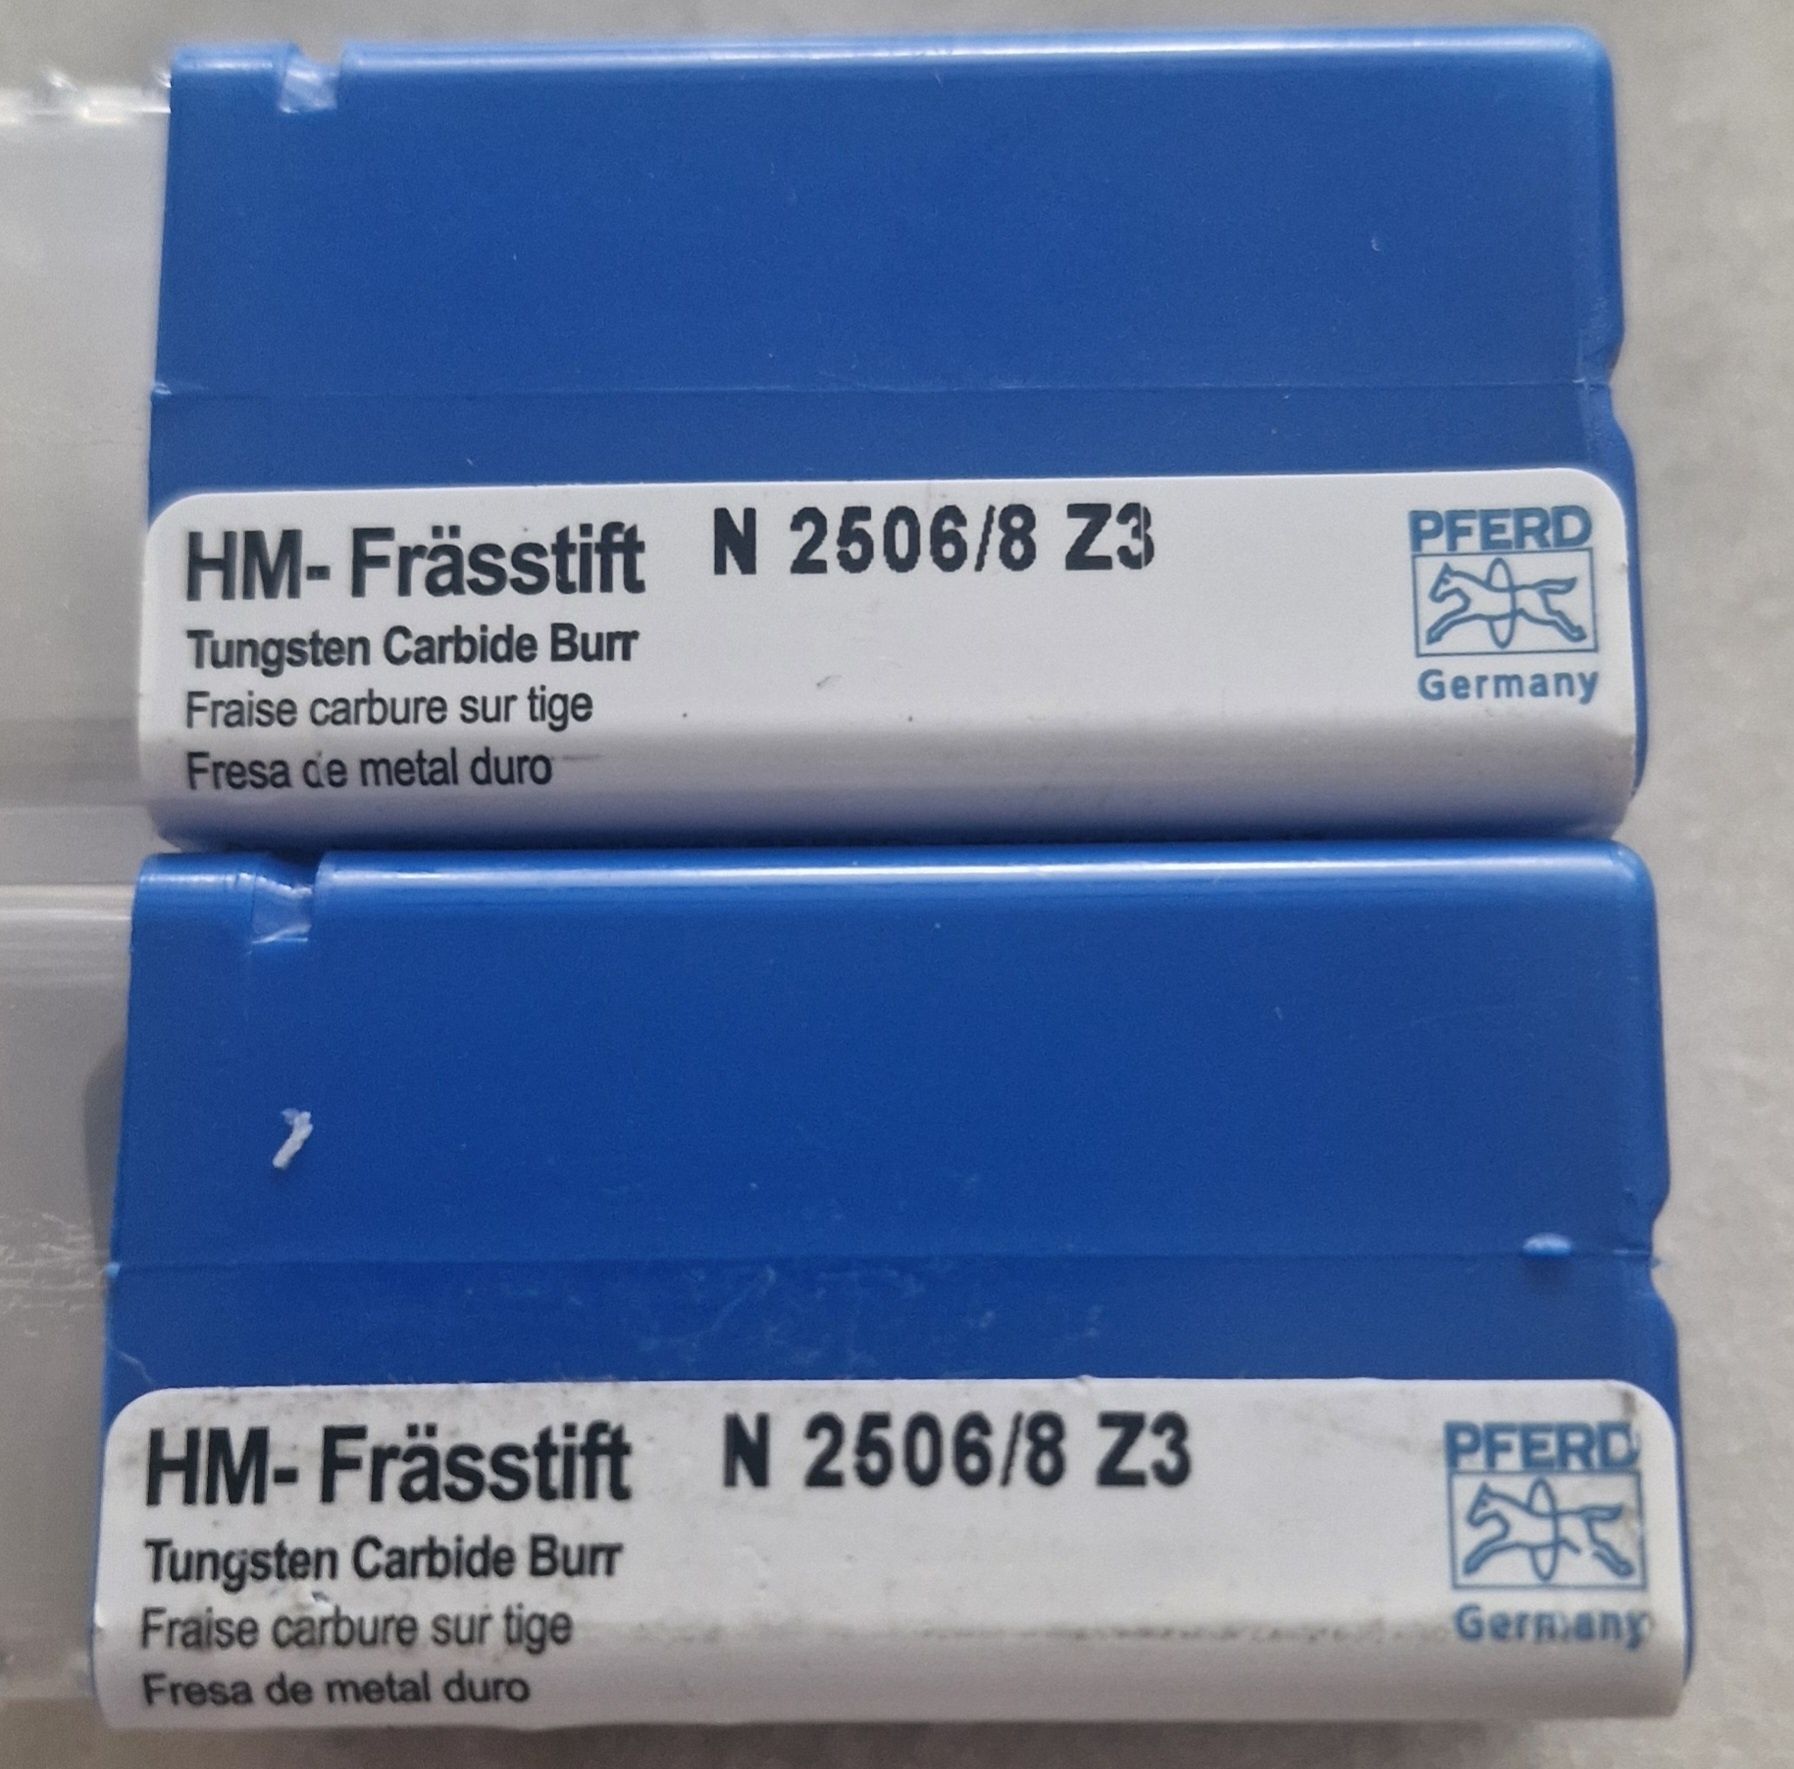 HM- Frässtift N 2506/8 Z3
Tungsten Carbide Burr
Fraise carbure sur tige
Fresa de metal duro
PFERD
Germany
HM- Frässtift N 2506/8 Z3
Tungsten Carbide Burr
Fraise carbure sur tige
Fresa de metal duro
PFERD
Germany